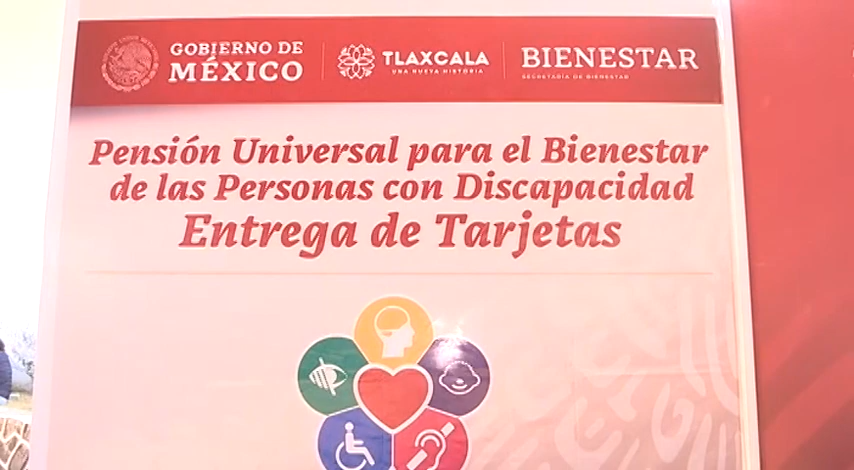 GOBIERNO DE
MÉXICO
TLAXCALA
UNA NUEVA HISTORIA
BIENESTAR
SECRETARÍA DE BIENESTAR
Pensión Universal para el Bienestar
de las Personas con Discapacidad
Entrega de Tarjetas